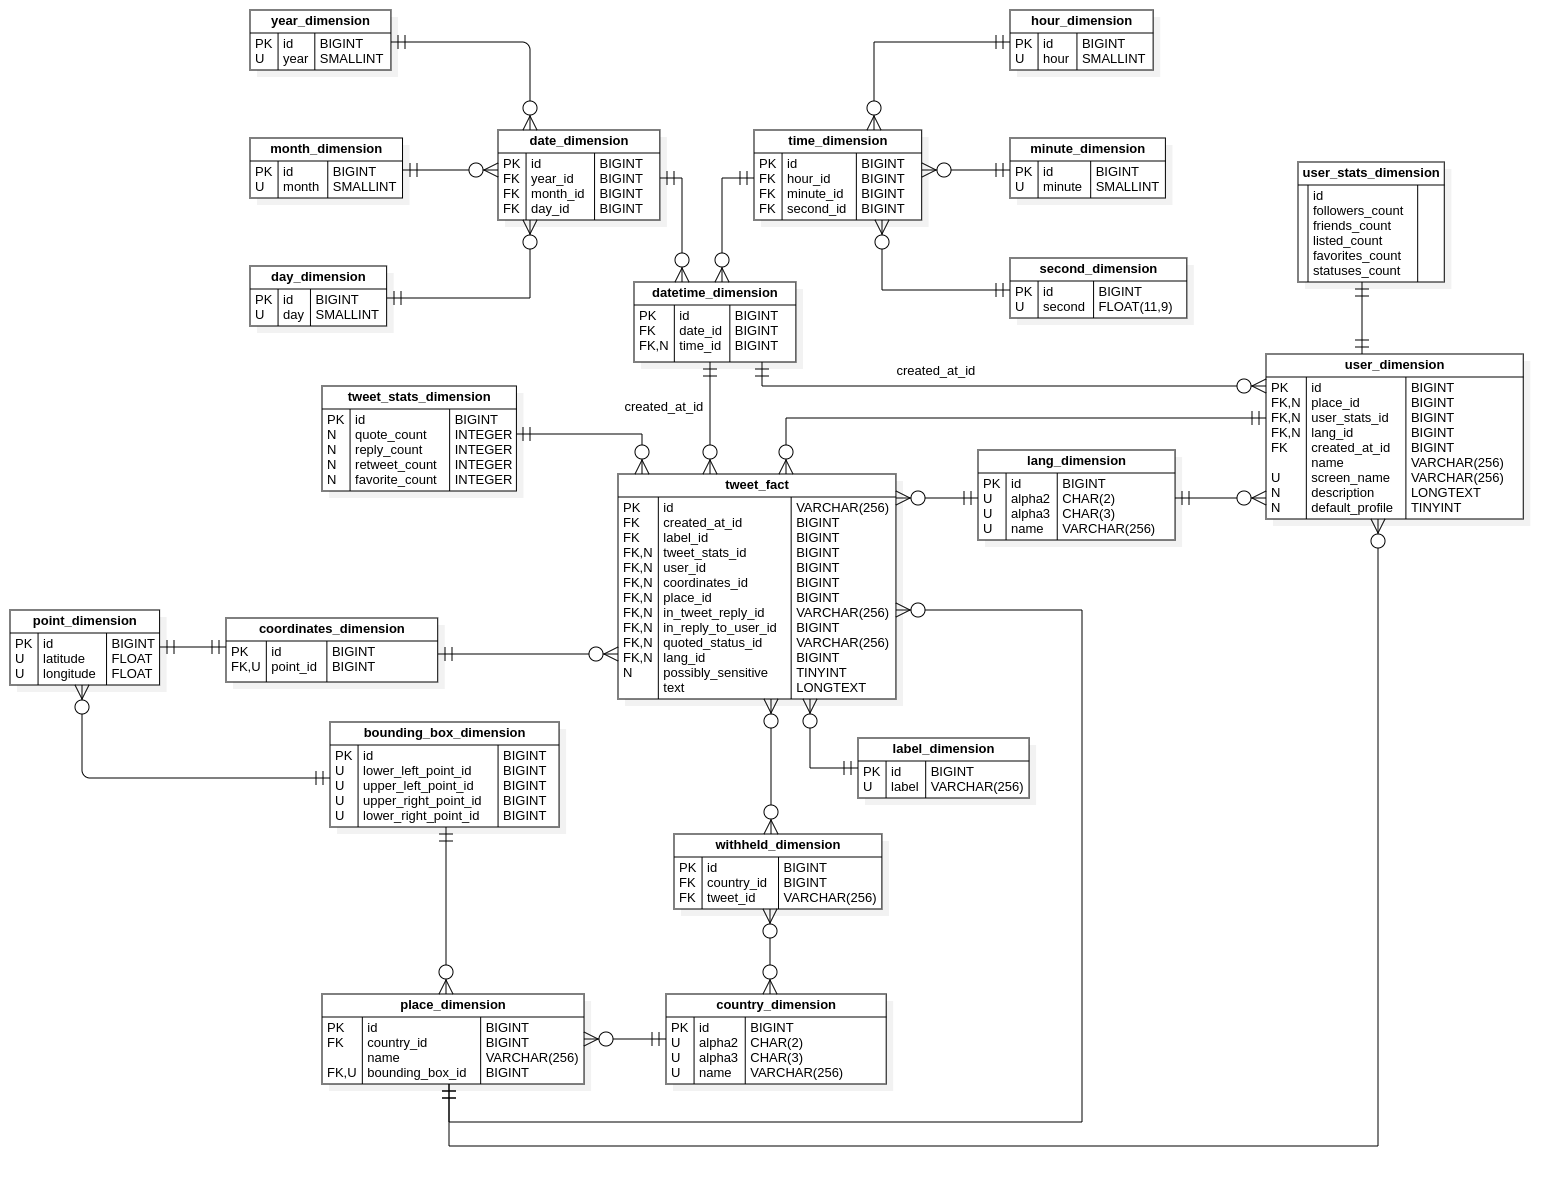 year_dimension
PK id BIGINT
U year SMALLINT
hour_dimension
PK id BIGINT
U hour SMALLINT
month_dimension
PK id BIGINT
U month SMALLINT
date_dimension
PK id BIGINT
FK year_id BIGINT
FK month_id BIGINT
FK day_id BIGINT
time_dimension
PK id BIGINT
FK hour_id BIGINT
FK minute_id BIGINT
FK second_id BIGINT
minute_dimension
PK id BIGINT
U minute SMALLINT
user_stats_dimension
id
followers_count
friends_count
listed_count
favorites_count
statuses_count
day_dimension
PK id BIGINT
U day SMALLINT
datetime_dimension
PK id BIGINT
FK date_id BIGINT
FK,N time_id BIGINT
second_dimension
PK id BIGINT
U second FLOAT(11,9)
created_at_id
created_at_id
user_dimension
PK id BIGINT
FK,N place_id BIGINT
FK,N user_stats_id BIGINT
FK,N lang_id BIGINT
FK created_at_id BIGINT
name VARCHAR(256)
U screen_name VARCHAR(256)
N description LONGTEXT
N default_profile TINYINT
tweet_stats_dimension
PK id BIGINT
N quote_count INTEGER
N reply_count INTEGER
N retweet_count INTEGER
N favorite_count INTEGER
lang_dimension
PK id BIGINT
U alpha2 CHAR(2)
U alpha3 CHAR(3)
U name VARCHAR(256)
tweet_fact
PK id VARCHAR(256)
FK created_at_id BIGINT
FK label_id BIGINT
FK,N tweet_stats_id BIGINT
FK,N user_id BIGINT
FK,N coordinates_id BIGINT
FK,N place_id BIGINT
FK,N in_tweet_reply_id VARCHAR(256)
FK,N in_reply_to_user_id BIGINT
FK,N quoted_status_id VARCHAR(256)
FK,N lang_id BIGINT
N possibly_sensitive TINYINT
text LONGTEXT
point_dimension
PK id BIGINT
U latitude FLOAT
U longitude FLOAT
coordinates_dimension
PK id BIGINT
FK,U point_id BIGINT
bounding_box_dimension
PK id BIGINT
U lower_left_point_id BIGINT
U upper_left_point_id BIGINT
U upper_right_point_id BIGINT
U lower_right_point_id BIGINT
label_dimension
PK id BIGINT
U label VARCHAR(256)
withheld_dimension
PK id BIGINT
FK country_id BIGINT
FK tweet_id VARCHAR(256)
place_dimension
PK id BIGINT
FK country_id BIGINT
name VARCHAR(256)
FK,U bounding_box_id BIGINT
country_dimension
PK id BIGINT
U alpha2 CHAR(2)
U alpha3 CHAR(3)
U name VARCHAR(256)